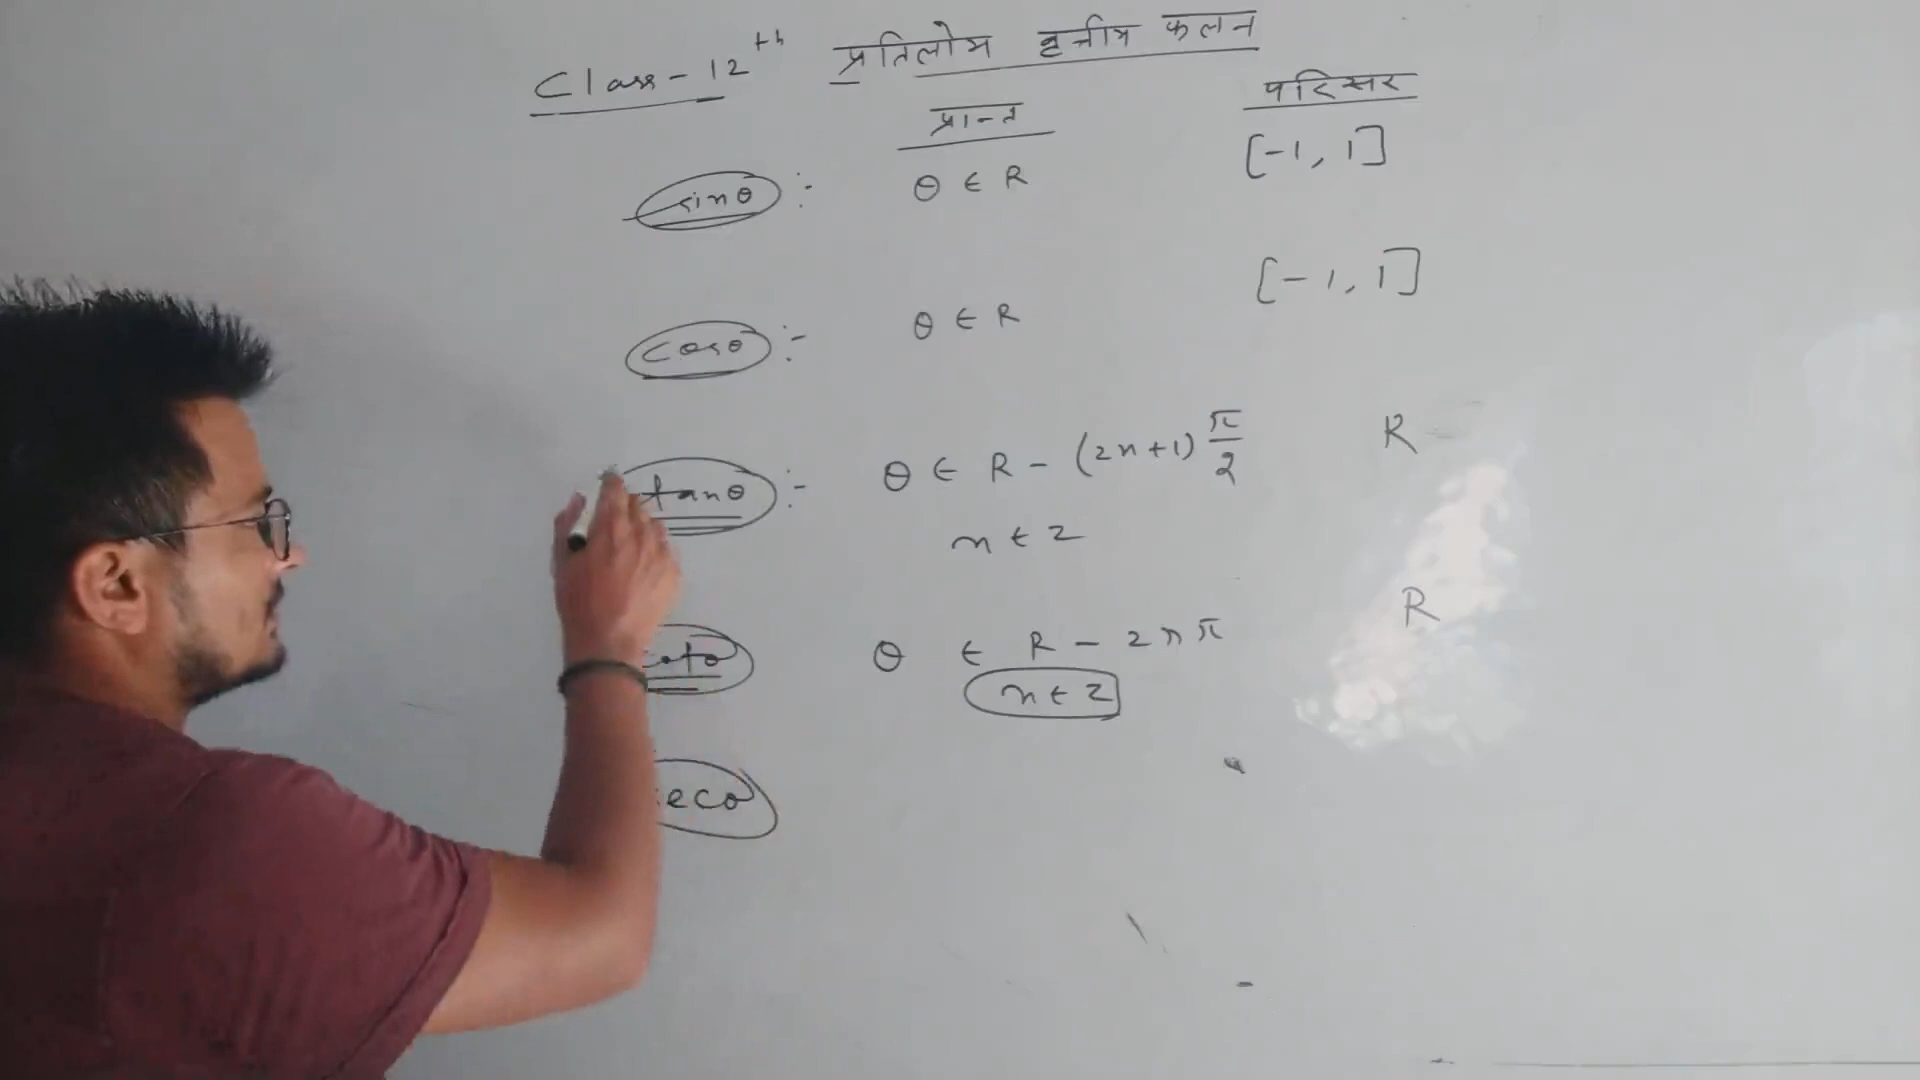 Class-12th प्रतिलोम वृत्तीय फलन
प्रान्त परिसर
sinθ :- θ ∈ R [-1, 1]
cosθ :- θ ∈ R [-1, 1]
tanθ :- θ ∈ R - (2n+1) π/2 R
n ∈ Z
cotθ θ ∈ R - 2nπ R
n ∈ Z
secθ